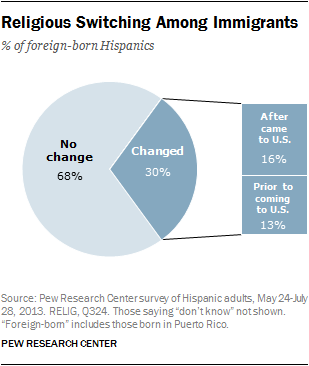 Religious Switching Among Immigrants
% of foreign-born Hispanics
No
change
68%
Changed
30%
After
came
to U.S.
16%
Prior to
coming
to U.S.
13%
Source: Pew Research Center survey of Hispanic adults, May 24-July
28, 2013. RELIG, Q324. Those saying “don’t know” not shown.
“Foreign-born” includes those born in Puerto Rico.
PEW RESEARCH CENTER